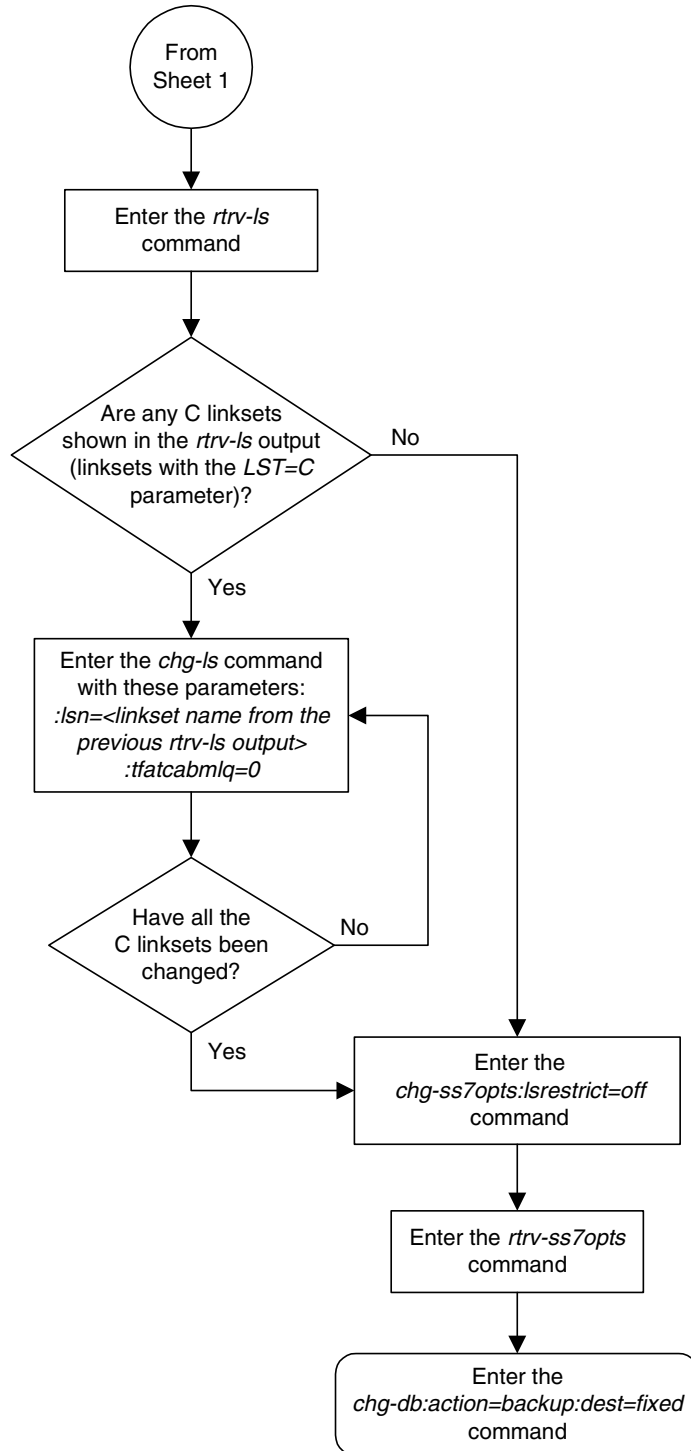 From
Sheet 1
Enter the rtrv-ls
command
Are any C linksets
shown in the rtrv-ls output
(linksets with the LST=C
parameter)?
No
Yes
Enter the chg-ls command
with these parameters:
:lsn=<linkset name from the
previous rtrv-ls output>
:tfatcabmlq=0
Have all the
C linksets been
changed?
No
Yes
Enter the
chg-ss7opts:lsrestrict=off
command
Enter the rtrv-ss7opts
command
Enter the
chg-db:action=backup:dest=fixed
command